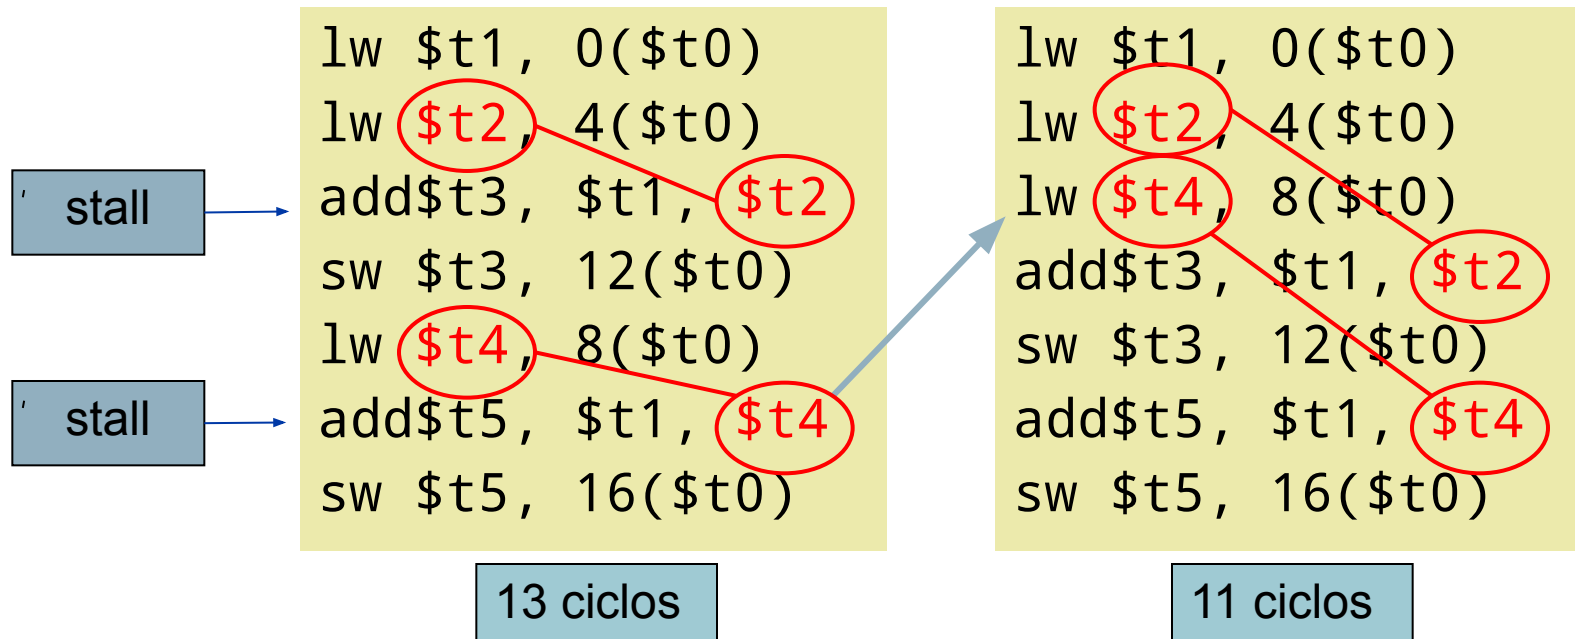 lw $t1, 0($t0)
lw $t2, 4($t0)
add$t3, $t1, $t2
sw $t3, 12($t0)
lw $t4, 8($t0)
add$t5, $t1, $t4
sw $t5, 16($t0)
' stall
' stall
13 ciclos
lw $t1, 0($t0)
lw $t2, 4($t0)
lw $t4, 8($t0)
add$t3, $t1, $t2
sw $t3, 12($t0)
add$t5, $t1, $t4
sw $t5, 16($t0)
11 ciclos